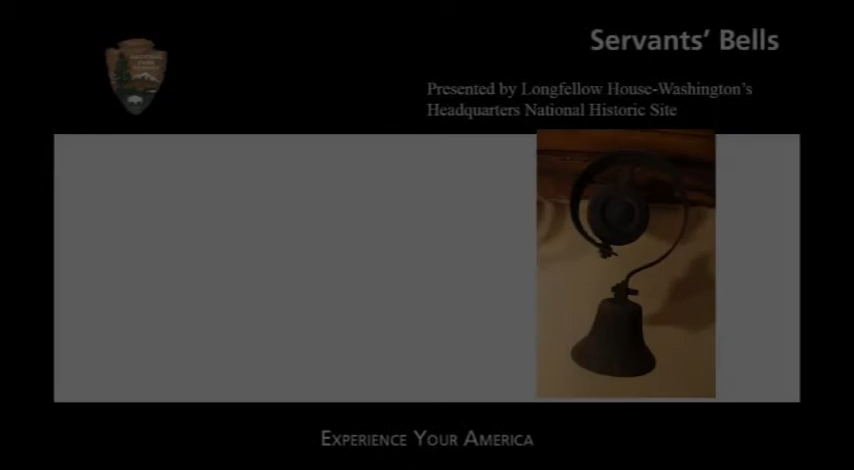 Servants’ Bells
Presented by Longfellow House-Washington’s
Headquarters National Historic Site
EXPERIENCE YOUR AMERICA